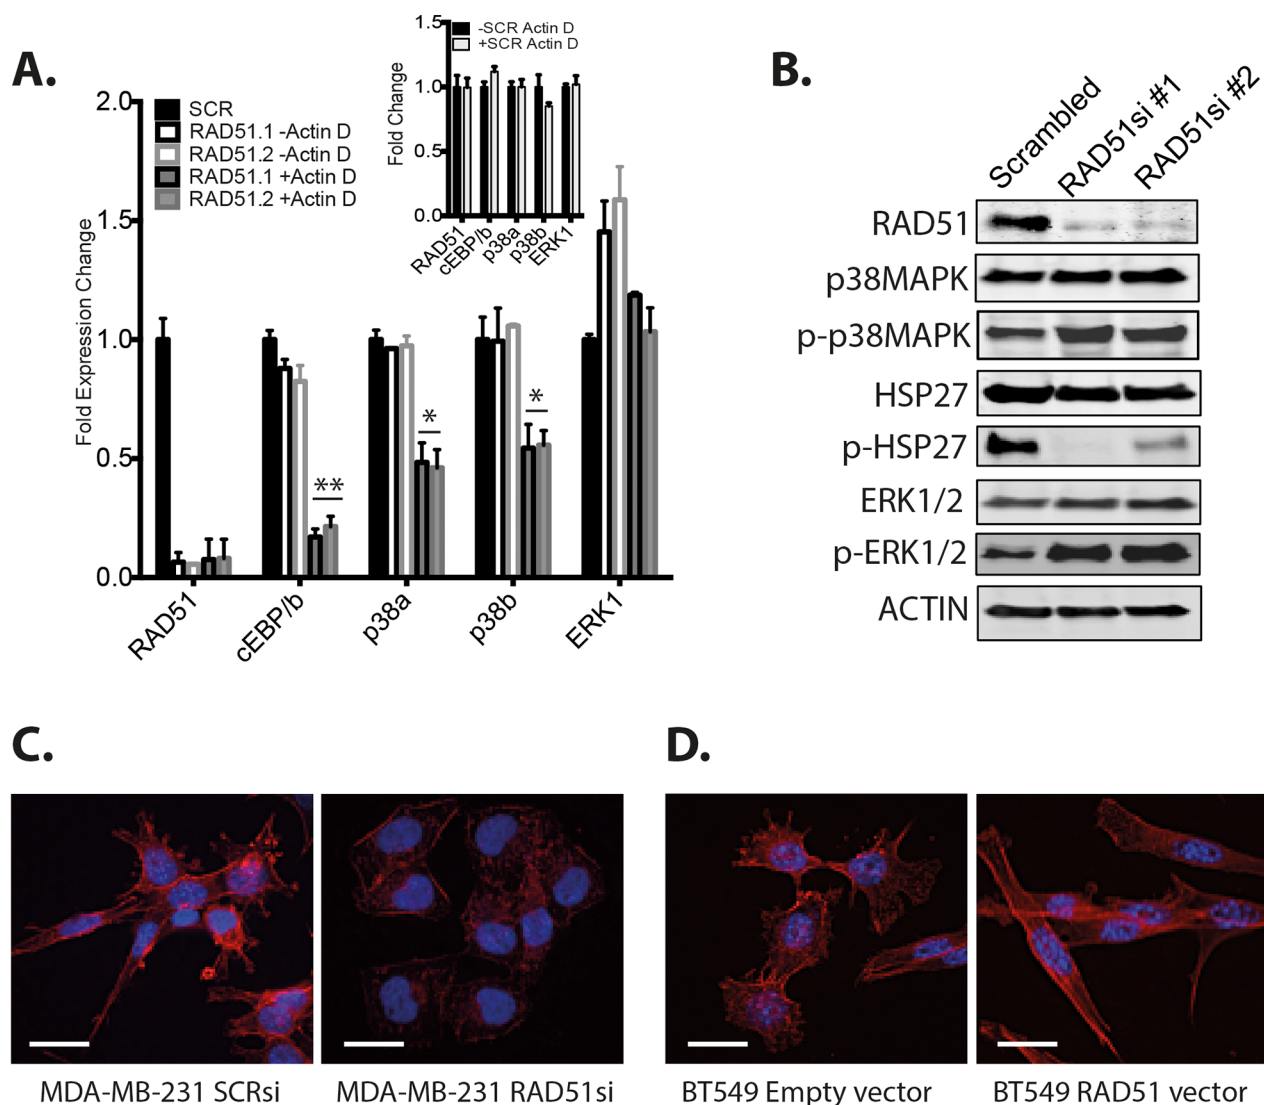 A.
2.0
1.5
1.0
0.5
0.0
Fold Expression Change
SCR
RAD51.1 -Actin D
RAD51.2 -Actin D
RAD51.1 +Actin D
RAD51.2 +Actin D
**
*
*
RAD51
cEBP/b
p38a
p38b
ERK1
1.5
1.0
0.5
0.0
Fold Change
-SCR Actin D
+SCR Actin D
RAD51
cEBP/b
p38a
p38b
ERK1
B.
Scrambled
RAD51si #1
RAD51si #2
RAD51
p38MAPK
p-p38MAPK
HSP27
p-HSP27
ERK1/2
p-ERK1/2
ACTIN
C.
MDA-MB-231 SCRsi
MDA-MB-231 RAD51si
D.
BT549 Empty vector
BT549 RAD51 vector